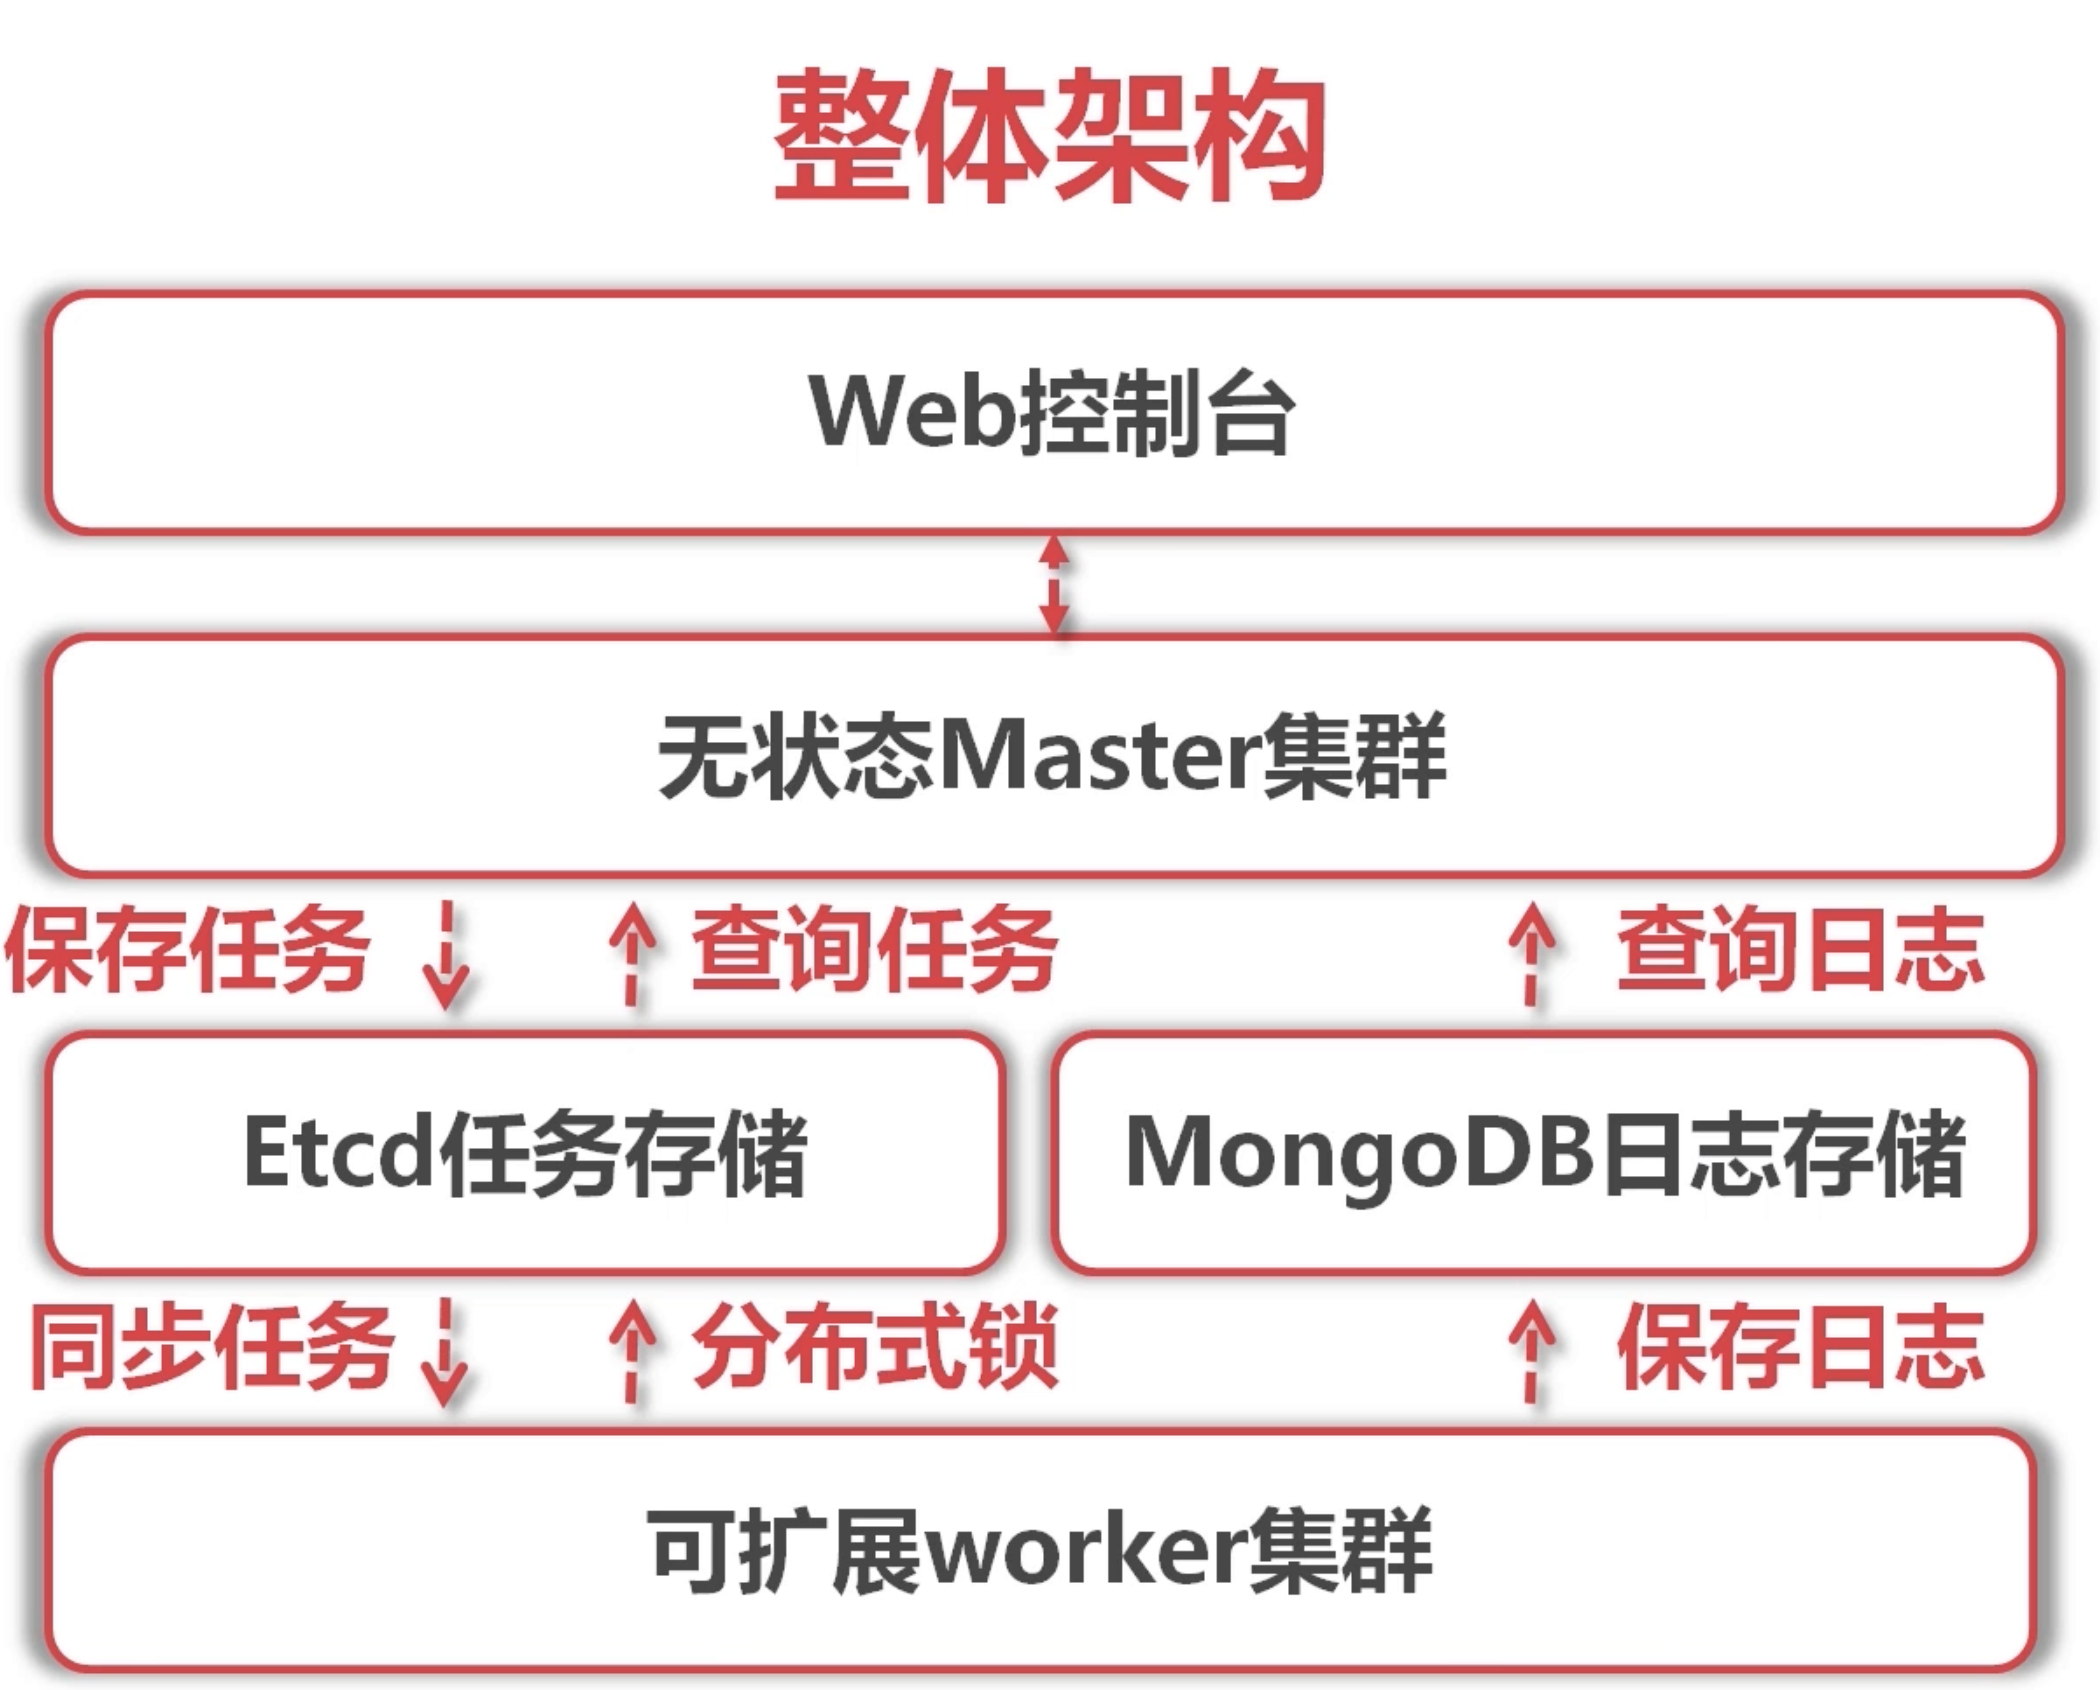 整体架构
Web控制台
无状态Master集群
保存任务 查询任务 查询日志
Etcd任务存储 MongoDB日志存储
同步任务 分布式锁 保存日志
可扩展worker集群